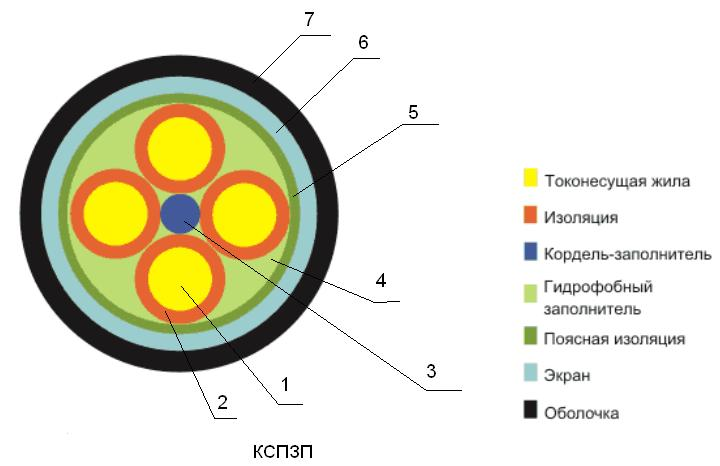 7
6
5
4
3
1
2
КСПЗП
Токонесущая жила
Изоляция
Кордель-заполнитель
Гидрофобный
заполнитель
Поясная изоляция
Экран
Оболочка